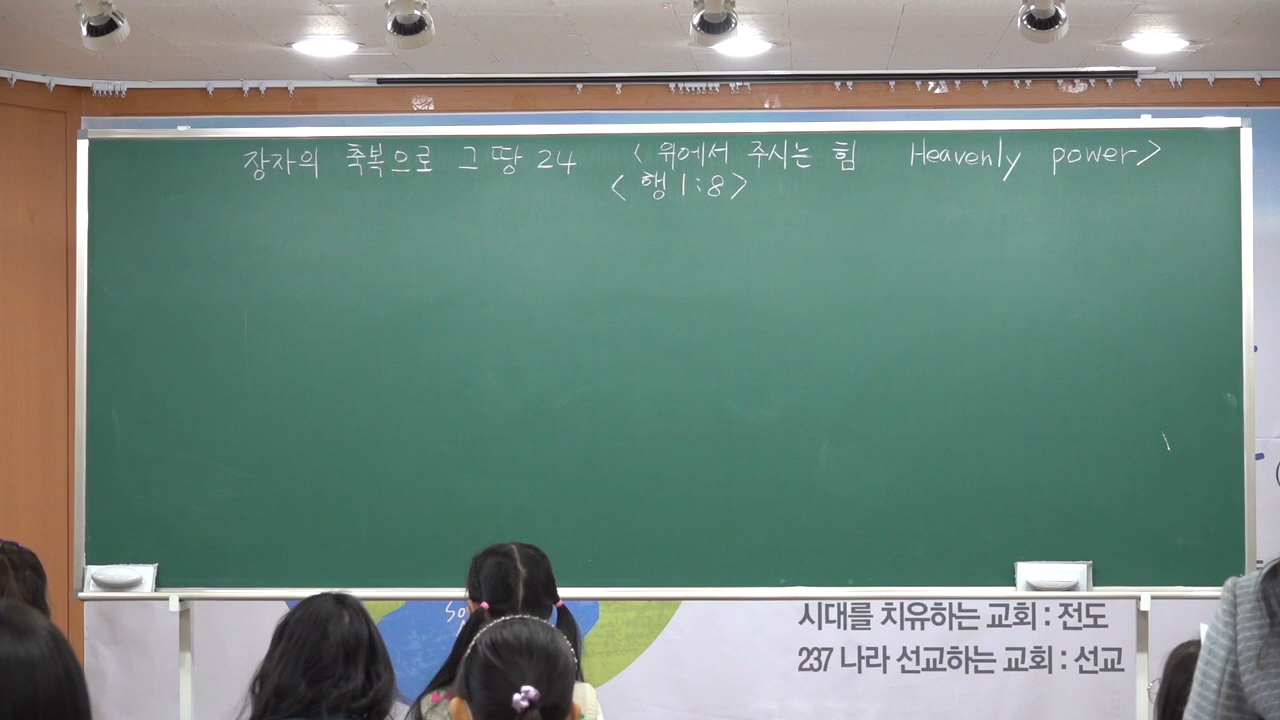 장자의 축복으로 그 땅 24 < 위에서 주시는 힘 Heavenly power>
< 행 1:8 >
시대를 치유하는 교회 : 전도
237 나라 선교하는 교회 : 선교